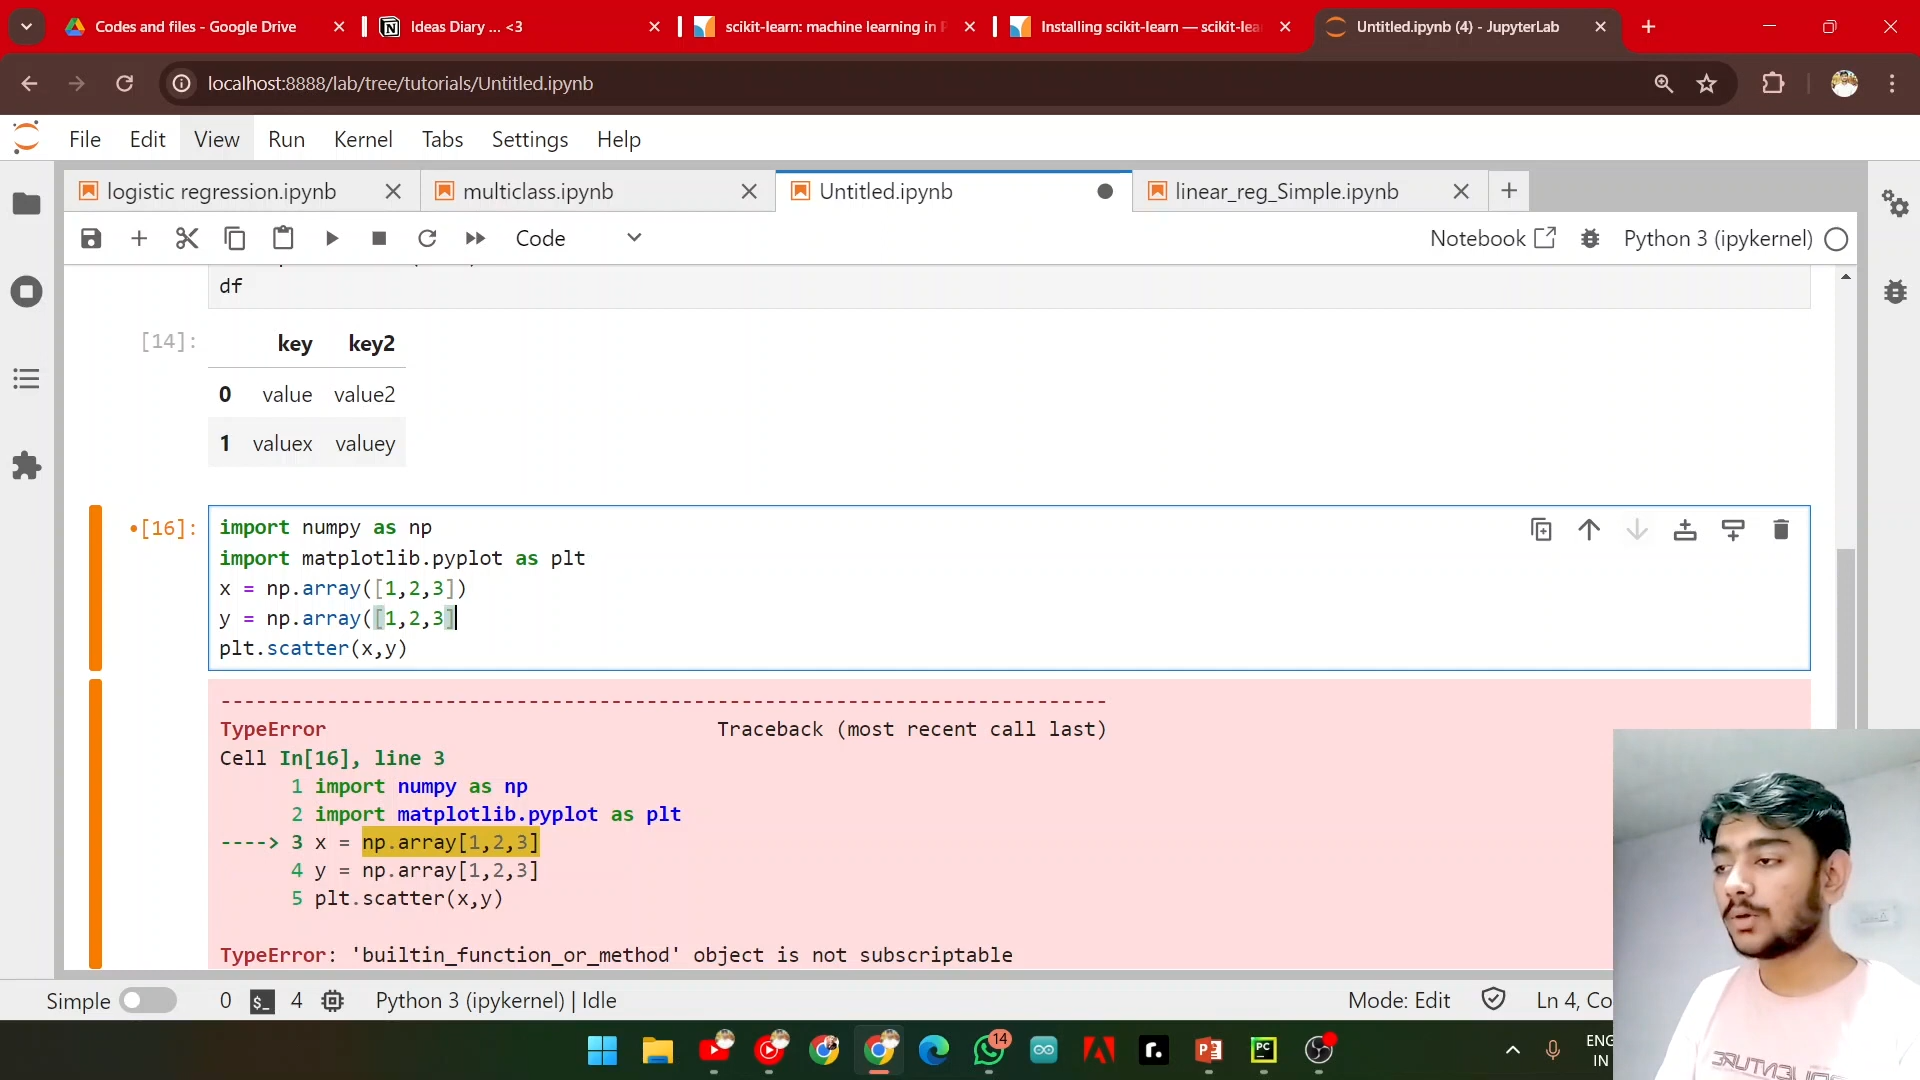 Codes and files - Google Drive
Ideas Diary ... <3
scikit-learn: machine learning in
Installing scikit-learn — scikit-lea
Untitled.ipynb (4) - JupyterLab
localhost:8888/lab/tree/tutorials/Untitled.ipynb
File Edit View Run Kernel Tabs Settings Help
logistic regression.ipynb
multiclass.ipynb
Untitled.ipynb
linear_reg_Simple.ipynb
Code
Notebook
Python 3 (ipykernel)
df
[14]:
key key2
0 value value2
1 valuex valuey
•[16]:
import numpy as np
import matplotlib.pyplot as plt
x = np.array([1,2,3])
y = np.array([1,2,3]
plt.scatter(x,y)
---------------------------------------------------------------------------
TypeError Traceback (most recent call last)
Cell In[16], line 3
1 import numpy as np
2 import matplotlib.pyplot as plt
----> 3 x = np.array[1,2,3]
4 y = np.array[1,2,3]
5 plt.scatter(x,y)
TypeError: 'builtin_function_or_method' object is not subscriptable
Simple 0 $_ 4 Python 3 (ipykernel) | Idle
Mode: Edit Ln 4, Co
14
PC
ENG
IN